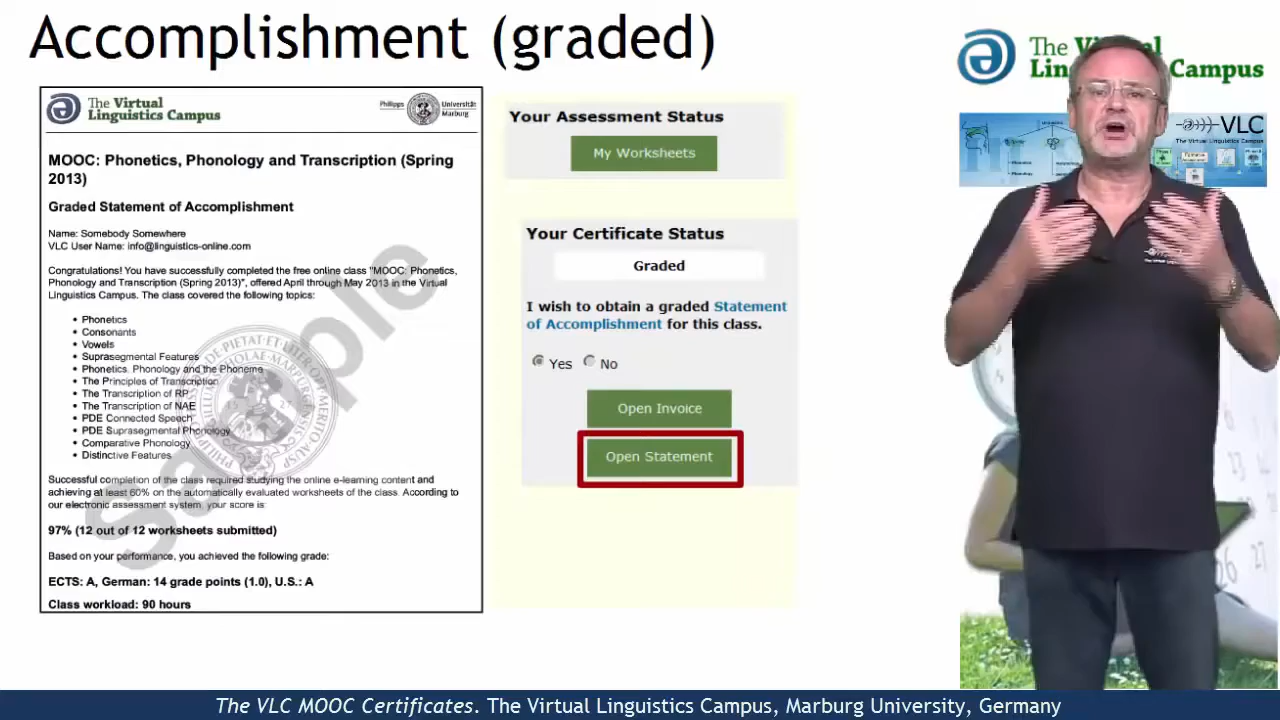 Accomplishment (graded)
The Virtual
Linguistics Campus
Philipps Universität
Marburg
MOOC: Phonetics, Phonology and Transcription (Spring
2013)
Graded Statement of Accomplishment
Name: Somebody Somewhere
VLC User Name: info@linguistics-online.com
Congratulations! You have successfully completed the free online class "MOOC: Phonetics,
Phonology and Transcription (Spring 2013)", offered April through May 2013 in the Virtual
Linguistics Campus. The class covered the following topics:
• Phonetics
• Consonants
• Vowels
• Suprasegmental Features
• Phonetics, Phonology and the Phoneme
• The Principles of Transcription
• The Transcription of RP
• The Transcription of NAE
• PDE Connected Speech
• PDE Suprasegmental Phonology
• Comparative Phonology
• Distinctive Features
Successful completion of the class required studying the online e-learning content and
achieving at least 60% on the automatically evaluated worksheets of the class. According to
our electronic assessment system, your score is:
97% (12 out of 12 worksheets submitted)
Based on your performance, you achieved the following grade:
ECTS: A, German: 14 grade points (1.0), U.S.: A
Class workload: 90 hours
Sample
Your Assessment Status
My Worksheets
Your Certificate Status
Graded
I wish to obtain a graded Statement
of Accomplishment for this class.
Yes No
Open Invoice
Open Statement
The Virtual
Campus
VLC
The Virtual Linguistics Campus
The VLC MOOC Certificates. The Virtual Linguistics Campus, Marburg University, Germany